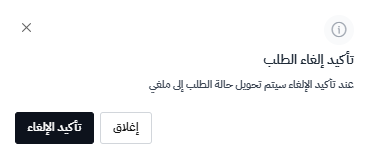 تأكيد إلغاء الطلب
عند تأكيد الإلغاء سيتم تحويل حالة الطلب إلى ملغي
إغلاق
تأكيد الإلغاء